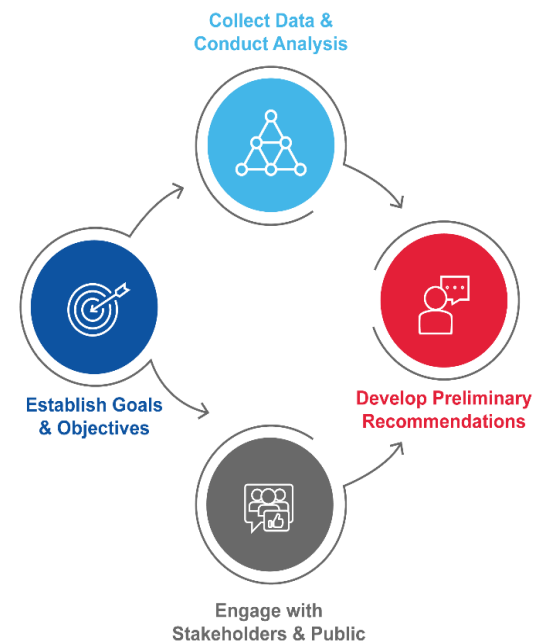 Collect Data &
Conduct Analysis
Establish Goals
& Objectives
Develop Preliminary
Recommendations
Engage with
Stakeholders & Public